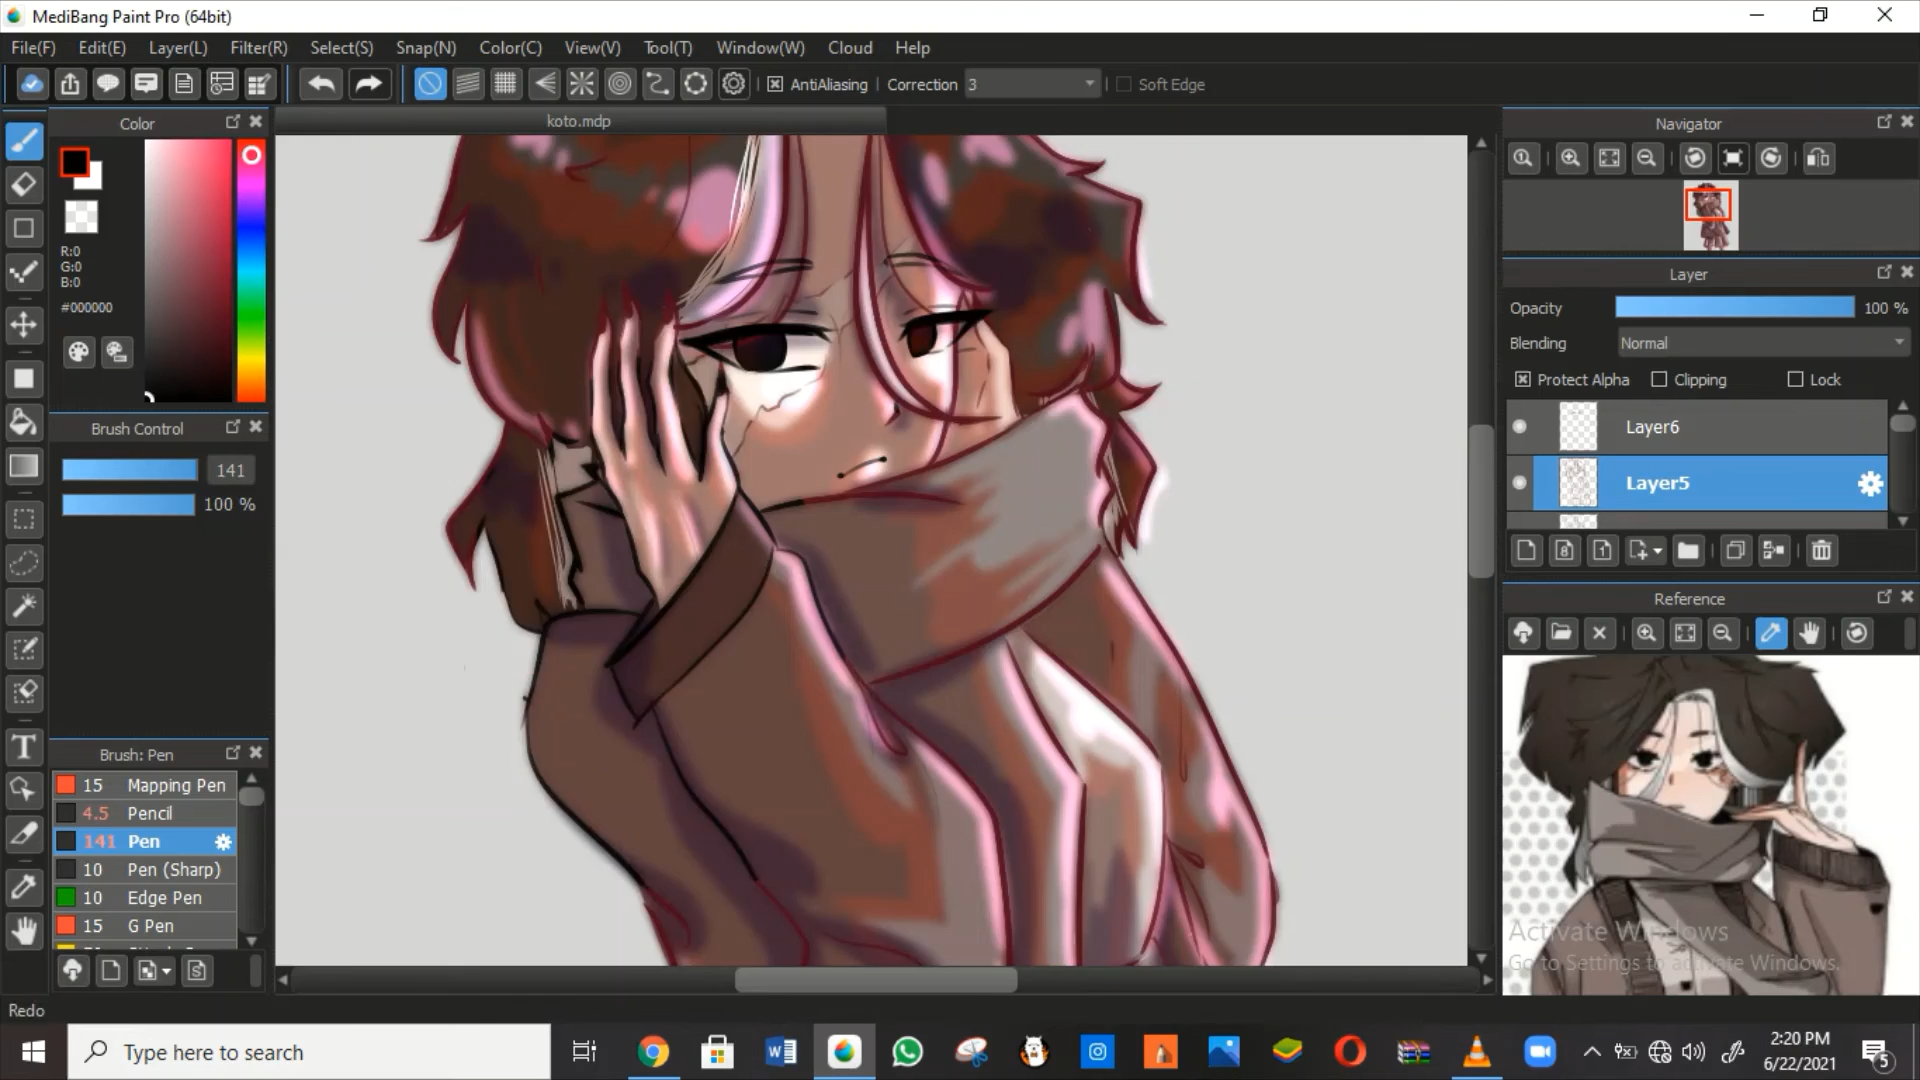 MediBang Paint Pro (64bit)
File(F) Edit(E) Layer(L) Filter(R) Select(S) Snap(N) Color(C) View(V) Tool(T) Window(W) Cloud Help
AntiAliasing Correction 3 Soft Edge
koto.mdp
Color
R:0
G:0
B:0
#000000
Brush Control
141
100 %
Brush: Pen
15 Mapping Pen
4.5 Pencil
141 Pen
10 Pen (Sharp)
10 Edge Pen
15 G Pen
Navigator
Layer
Opacity 100 %
Blending Normal
Protect Alpha Clipping Lock
Layer6
Layer5
Reference
Activate Windows
Go to Settings to activate Windows.
Redo
Type here to search
2:20 PM
6/22/2021
5